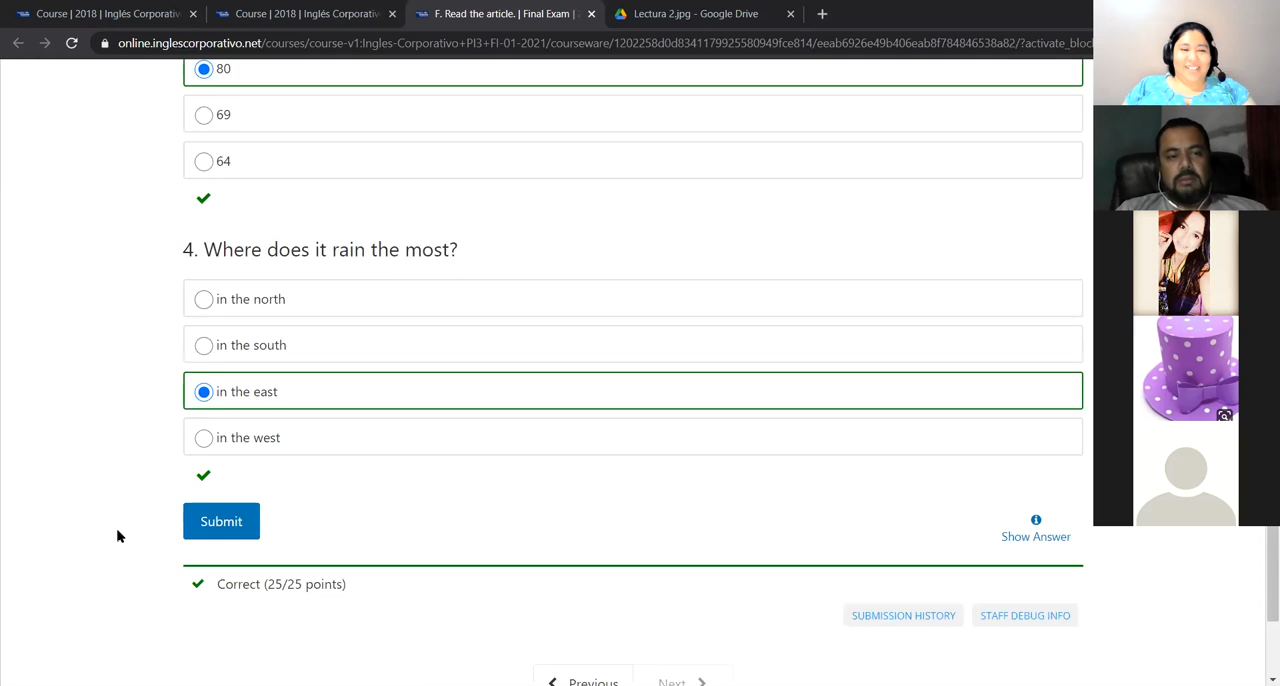 Course | 2018 | Inglés Corporativ
Course | 2018 | Inglés Corporativ
F. Read the article. | Final Exam |
Lectura 2.jpg - Google Drive
online.inglescorporativo.net/courses/course-v1:Ingles-Corporativo+PI3+FI-01-2021/courseware/1202258d0d8341179925580949fce814/eeab6926e49b406eab8f784846538a82/?activate_bloc
80
69
64
4. Where does it rain the most?
in the north
in the south
in the east
in the west
Submit
Show Answer
Correct (25/25 points)
SUBMISSION HISTORY
STAFF DEBUG INFO
Previous
Next